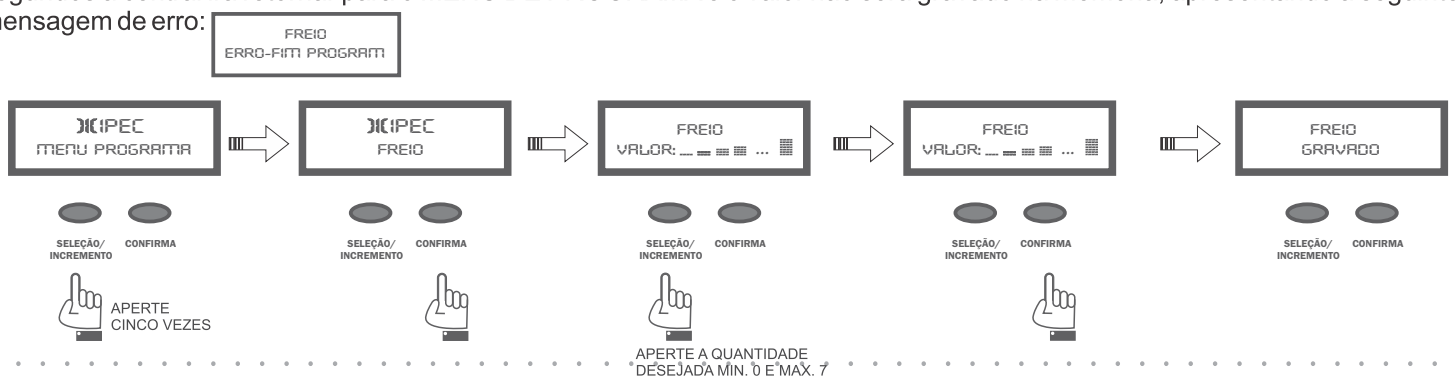 mensagem de erro:
FREIO
ERRO-FIM PROGRAM
IPEC
MENU PROGRAMA
IPEC
FREIO
FREIO
VALOR: ...
FREIO
VALOR: ...
FREIO
GRAVADO
SELEÇÃO/
INCREMENTO
CONFIRMA
SELEÇÃO/
INCREMENTO
CONFIRMA
SELEÇÃO/
INCREMENTO
CONFIRMA
SELEÇÃO/
INCREMENTO
CONFIRMA
SELEÇÃO/
INCREMENTO
CONFIRMA
APERTE
CINCO VEZES
APERTE A QUANTIDADE
DESEJADA MIN. 0 E MAX. 7